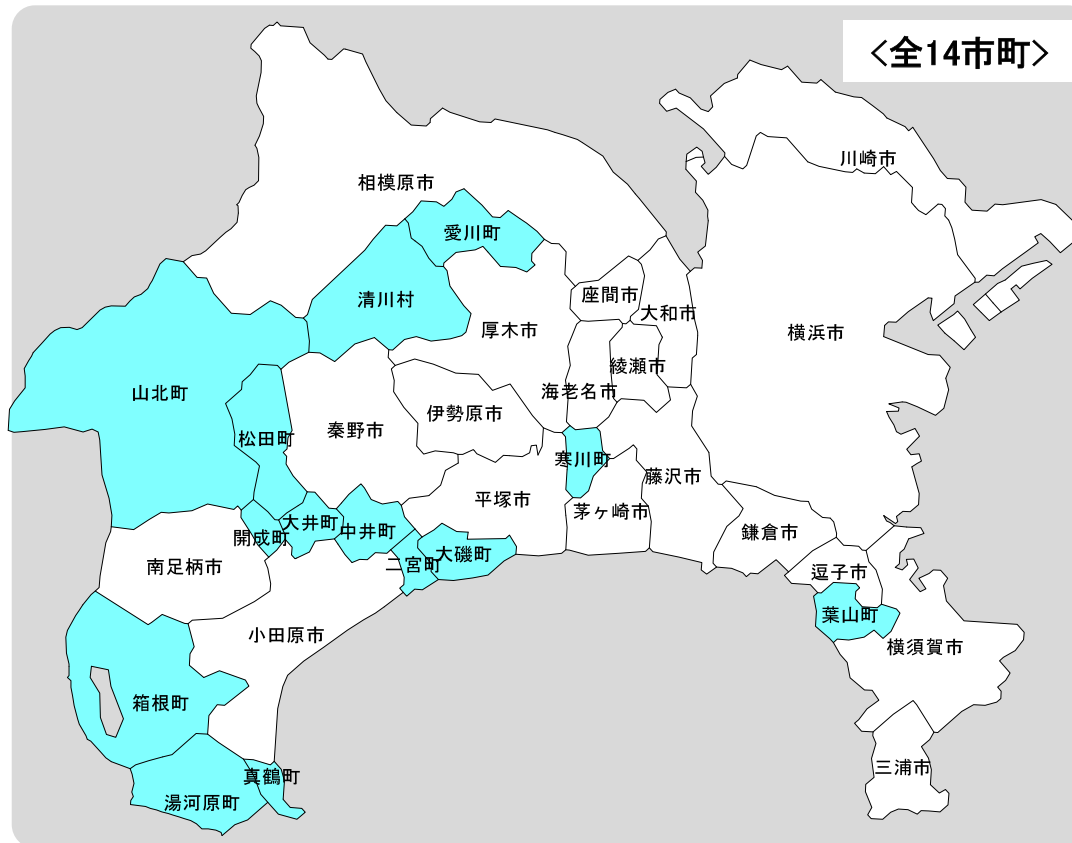 <全14市町>
川崎市
相模原市
愛川町
清川村
座間市
大和市
厚木市
横浜市
綾瀬市
山北町
海老名市
伊勢原市
秦野市
松田町
寒川町
藤沢市
平塚市
茅ヶ崎市
大井町
中井町
開成町
鎌倉市
大磯町
二宮町
南足柄市
逗子市
葉山町
小田原市
横須賀市
箱根町
三浦市
真鶴町
湯河原町